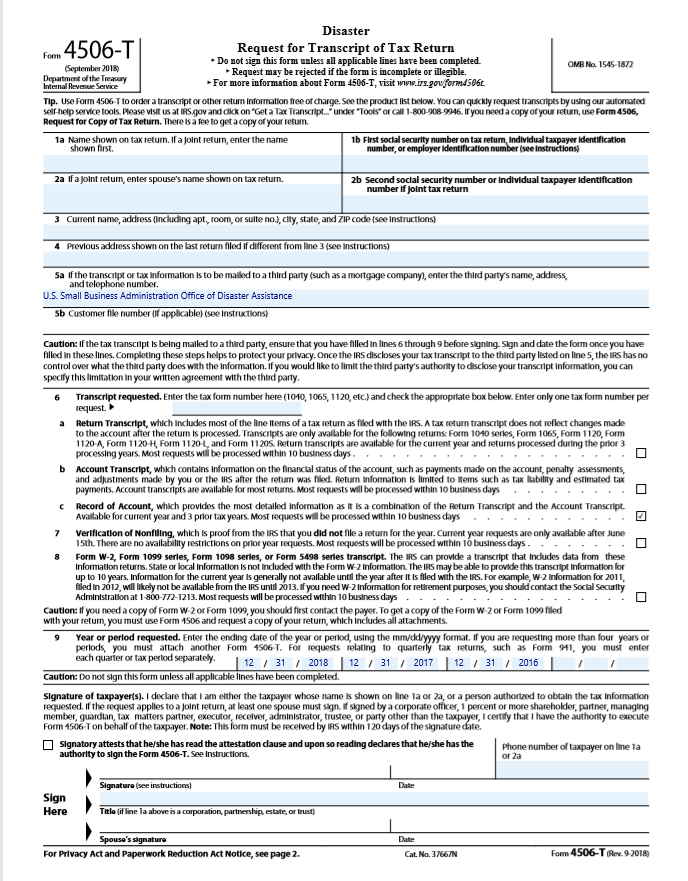 Disaster
Form 4506-T
(September 2018)
Department of the Treasury
Internal Revenue Service
Request for Transcript of Tax Return
▸ Do not sign this form unless all applicable lines have been completed.
▸ Request may be rejected if the form is incomplete or illegible.
▸ For more information about Form 4506-T, visit www.irs.gov/form4506t.
OMB No. 1545-1872
Tip. Use Form 4506-T to order a transcript or other return information free of charge. See the product list below. You can quickly request transcripts by using our automated
self-help service tools. Please visit us at IRS.gov and click on "Get a Tax Transcript..." under "Tools" or call 1-800-908-9946. If you need a copy of your return, use Form 4506,
Request for Copy of Tax Return. There is a fee to get a copy of your return.
1a Name shown on tax return. If a joint return, enter the name
shown first.
1b First social security number on tax return, individual taxpayer identification
number, or employer identification number (see instructions)
2a If a joint return, enter spouse's name shown on tax return.
2b Second social security number or individual taxpayer identification
number if joint tax return
3 Current name, address (including apt., room, or suite no.), city, state, and ZIP code (see instructions)
4 Previous address shown on the last return filed if different from line 3 (see instructions)
5a If the transcript or tax information is to be mailed to a third party (such as a mortgage company), enter the third party's name, address,
and telephone number.
U.S. Small Business Administration Office of Disaster Assistance
5b Customer file number (if applicable) (see instructions)
Caution: If the tax transcript is being mailed to a third party, ensure that you have filled in lines 6 through 9 before signing. Sign and date the form once you have
filled in these lines. Completing these steps helps to protect your privacy. Once the IRS discloses your tax transcript to the third party listed on line 5, the IRS has no
control over what the third party does with the information. If you would like to limit the third party's authority to disclose your transcript information, you can
specify this limitation in your written agreement with the third party.
6 Transcript requested. Enter the tax form number here (1040, 1065, 1120, etc.) and check the appropriate box below. Enter only one tax form number per
request. ▸
a Return Transcript, which includes most of the line items of a tax return as filed with the IRS. A tax return transcript does not reflect changes made
to the account after the return is processed. Transcripts are only available for the following returns: Form 1040 series, Form 1065, Form 1120, Form
1120-A, Form 1120-H, Form 1120-L, and Form 1120S. Return transcripts are available for the current year and returns processed during the prior 3
processing years. Most requests will be processed within 10 business days . . . . . . . . . . . . . . . . . . . .
b Account Transcript, which contains information on the financial status of the account, such as payments made on the account, penalty assessments,
and adjustments made by you or the IRS after the return was filed. Return information is limited to items such as tax liability and estimated tax
payments. Account transcripts are available for most returns. Most requests will be processed within 10 business days . . . . . . . .
c Record of Account, which provides the most detailed information as it is a combination of the Return Transcript and the Account Transcript.
Available for current year and 3 prior tax years. Most requests will be processed within 10 business days . . . . . . . . . . ✓
7 Verification of Nonfiling, which is proof from the IRS that you did not file a return for the year. Current year requests are only available after June
15th. There are no availability restrictions on prior year requests. Most requests will be processed within 10 business days . . . . . . .
8 Form W-2, Form 1099 series, Form 1098 series, or Form 5498 series transcript. The IRS can provide a transcript that includes data from these
information returns. State or local information is not included with the Form W-2 information. The IRS may be able to provide this transcript information for
up to 10 years. Information for the current year is generally not available until the year after it is filed with the IRS. For example, W-2 information for 2011,
filed in 2012, will likely not be available from the IRS until 2013. If you need W-2 information for retirement purposes, you should contact the Social Security
Administration at 1-800-772-1213. Most requests will be processed within 10 business days . . . . . . . . . . . . . . .
Caution: If you need a copy of Form W-2 or Form 1099, you should first contact the payer. To get a copy of the Form W-2 or Form 1099 filed
with your return, you must use Form 4506 and request a copy of your return, which includes all attachments.
9 Year or period requested. Enter the ending date of the year or period, using the mm/dd/yyyy format. If you are requesting more than four years or
periods, you must attach another Form 4506-T. For requests relating to quarterly tax returns, such as Form 941, you must enter
each quarter or tax period separately. 12 / 31 / 2018 12 / 31 / 2017 12 / 31 / 2016 / /
Caution: Do not sign this form unless all applicable lines have been completed.
Signature of taxpayer(s). I declare that I am either the taxpayer whose name is shown on line 1a or 2a, or a person authorized to obtain the tax information
requested. If the request applies to a joint return, at least one spouse must sign. If signed by a corporate officer, 1 percent or more shareholder, partner, managing
member, guardian, tax matters partner, executor, receiver, administrator, trustee, or party other than the taxpayer, I certify that I have the authority to execute
Form 4506-T on behalf of the taxpayer. Note: This form must be received by IRS within 120 days of the signature date.
Signatory attests that he/she has read the attestation clause and upon so reading declares that he/she has the
authority to sign the Form 4506-T. See instructions.
Phone number of taxpayer on line 1a
or 2a
Sign
Here
Signature (see instructions) Date
Title (if line 1a above is a corporation, partnership, estate, or trust)
Spouse's signature Date
For Privacy Act and Paperwork Reduction Act Notice, see page 2. Cat. No. 37667N Form 4506-T (Rev. 9-2018)